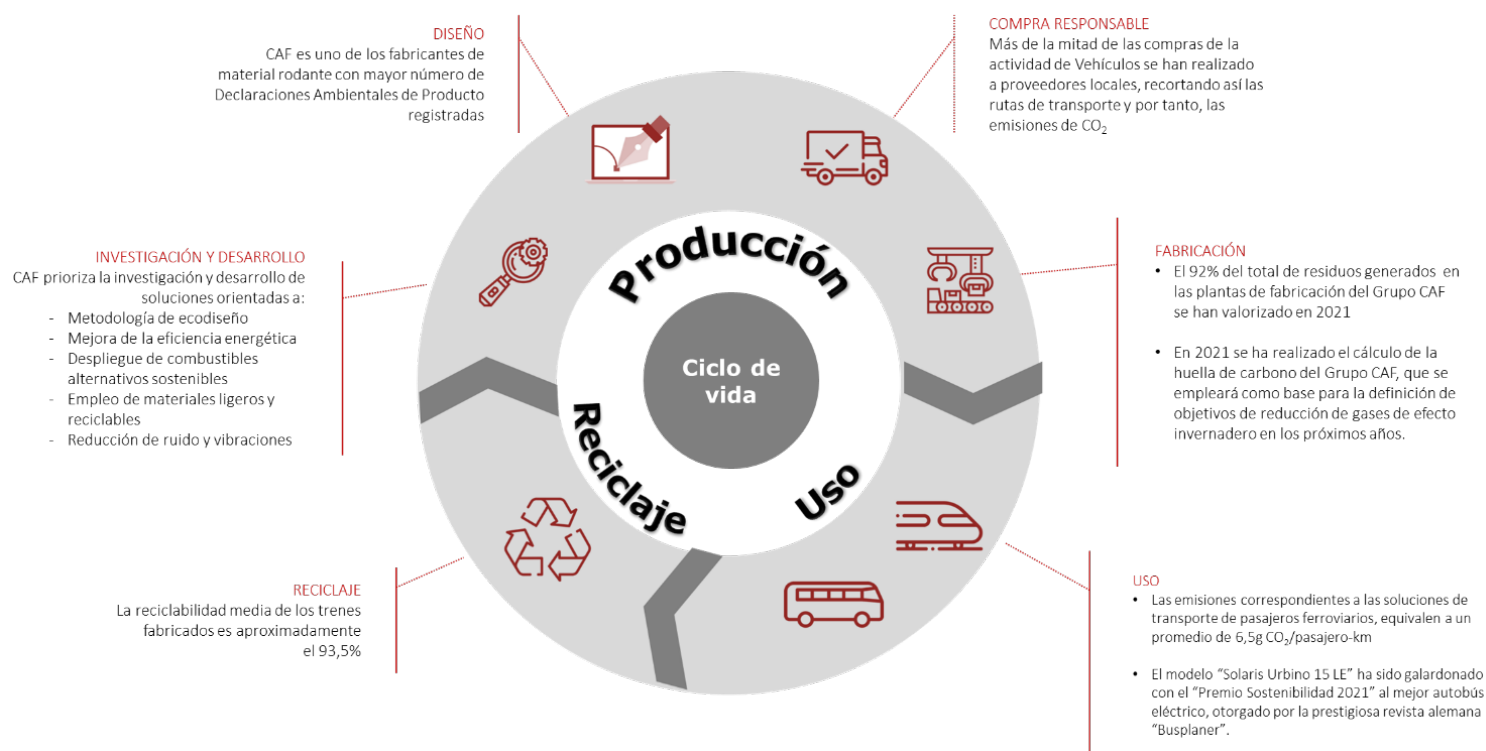 DISEÑO
CAF es uno de los fabricantes de
material rodante con mayor número de
Declaraciones Ambientales de Producto
registradas
COMPRA RESPONSABLE
Más de la mitad de las compras de la
actividad de Vehículos se han realizado
a proveedores locales, recortando así las
rutas de transporte y por tanto, las
emisiones de CO₂
INVESTIGACIÓN Y DESARROLLO
CAF prioriza la investigación y desarrollo de
soluciones orientadas a:
- Metodología de ecodiseño
- Mejora de la eficiencia energética
- Despliegue de combustibles
alternativos sostenibles
- Empleo de materiales ligeros y
reciclables
- Reducción de ruido y vibraciones
FABRICACIÓN
• El 92% del total de residuos generados en
las plantas de fabricación del Grupo CAF
se han valorizado en 2021
• En 2021 se ha realizado el cálculo de la
huella de carbono del Grupo CAF, que se
empleará como base para la definición de
objetivos de reducción de gases de efecto
invernadero en los próximos años.
Producción
Ciclo de
vida
Reciclaje
Uso
RECICLAJE
La reciclabilidad media de los trenes
fabricados es aproximadamente
el 93,5%
USO
• Las emisiones correspondientes a las soluciones de
transporte de pasajeros ferroviarios, equivalen a un
promedio de 6,5g CO₂/pasajero-km
• El modelo “Solaris Urbino 15 LE” ha sido galardonado
con el “Premio Sostenibilidad 2021” al mejor autobús
eléctrico, otorgado por la prestigiosa revista alemana
“Busplaner”.